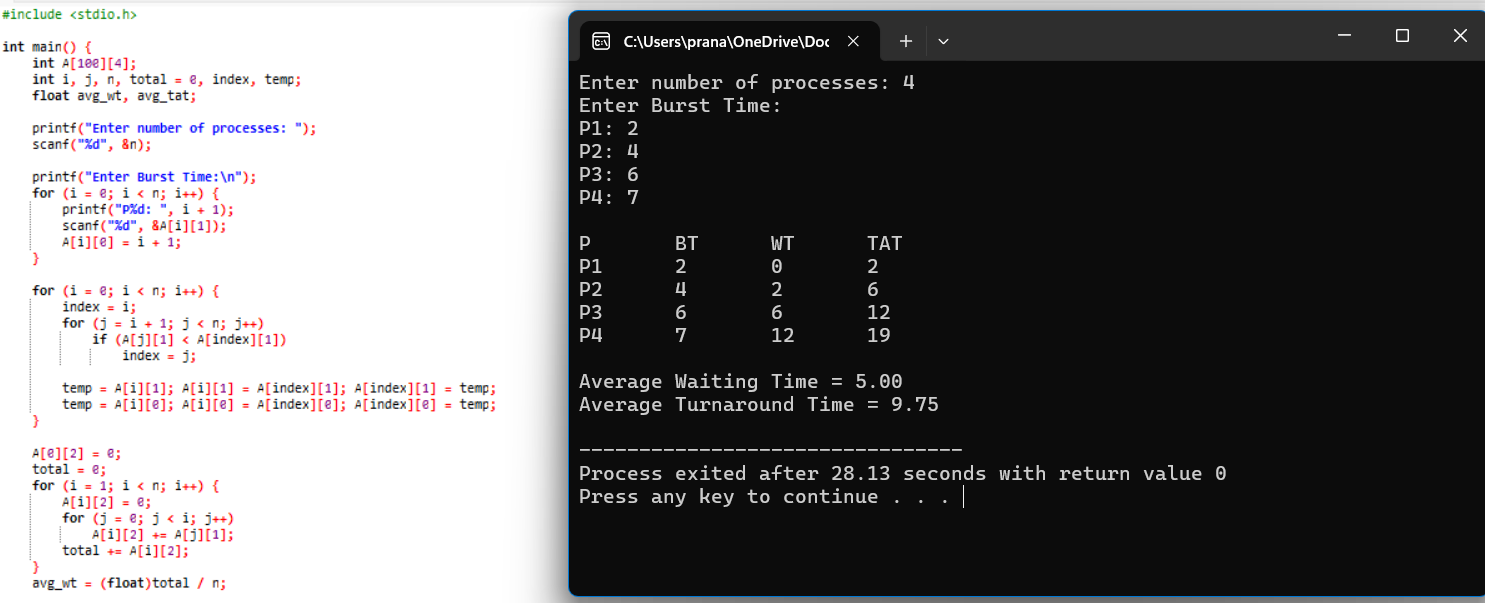 #include <stdio.h>
int main() {
int A[100][4];
int i, j, n, total = 0, index, temp;
float avg_wt, avg_tat;
printf("Enter number of processes: ");
scanf("%d", &n);
printf("Enter Burst Time:\n");
for (i = 0; i < n; i++) {
printf("P%d: ", i + 1);
scanf("%d", &A[i][1]);
A[i][0] = i + 1;
}
for (i = 0; i < n; i++) {
index = i;
for (j = i + 1; j < n; j++)
if (A[j][1] < A[index][1])
index = j;
temp = A[i][1]; A[i][1] = A[index][1]; A[index][1] = temp;
temp = A[i][0]; A[i][0] = A[index][0]; A[index][0] = temp;
}
A[0][2] = 0;
total = 0;
for (i = 1; i < n; i++) {
A[i][2] = 0;
for (j = 0; j < i; j++)
A[i][2] += A[j][1];
total += A[i][2];
}
avg_wt = (float)total / n;
C:\Users\prana\OneDrive\Doc
Enter number of processes: 4
Enter Burst Time:
P1: 2
P2: 4
P3: 6
P4: 7
P BT WT TAT
P1 2 0 2
P2 4 2 6
P3 6 6 12
P4 7 12 19
Average Waiting Time = 5.00
Average Turnaround Time = 9.75
--------------------------------
Process exited after 28.13 seconds with return value 0
Press any key to continue . . .